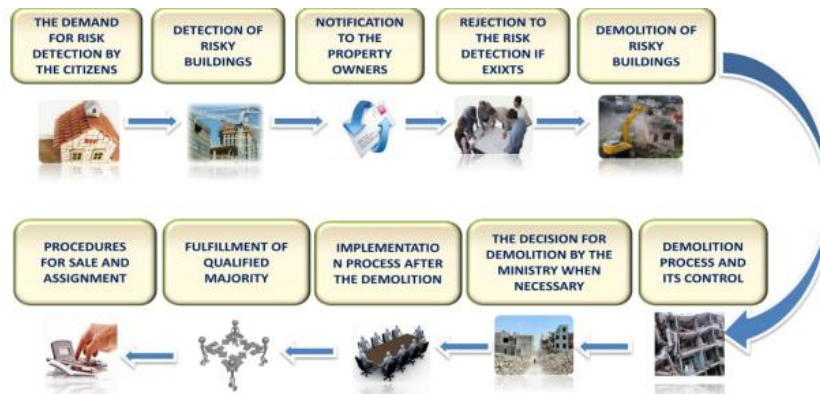 THE DEMAND
FOR RISK
DETECTION BY
THE CITIZENS
DETECTION OF
RISKY
BUILDINGS
NOTIFICATION
TO THE
PROPERTY
OWNERS
REJECTION TO
THE RISK
DETECTION IF
EXIXTS
DEMOLITION OF
RISKY
BUILDINGS
PROCEDURES
FOR SALE AND
ASSIGNMENT
FULFILLMENT OF
QUALIFIED
MAJORITY
IMPLEMENTATIO
N PROCESS AFTER
THE DEMOLITION
THE DECISION FOR
DEMOLITION BY THE
MINISTRY WHEN
NECESSARY
DEMOLITION
PROCESS AND
ITS CONTROL